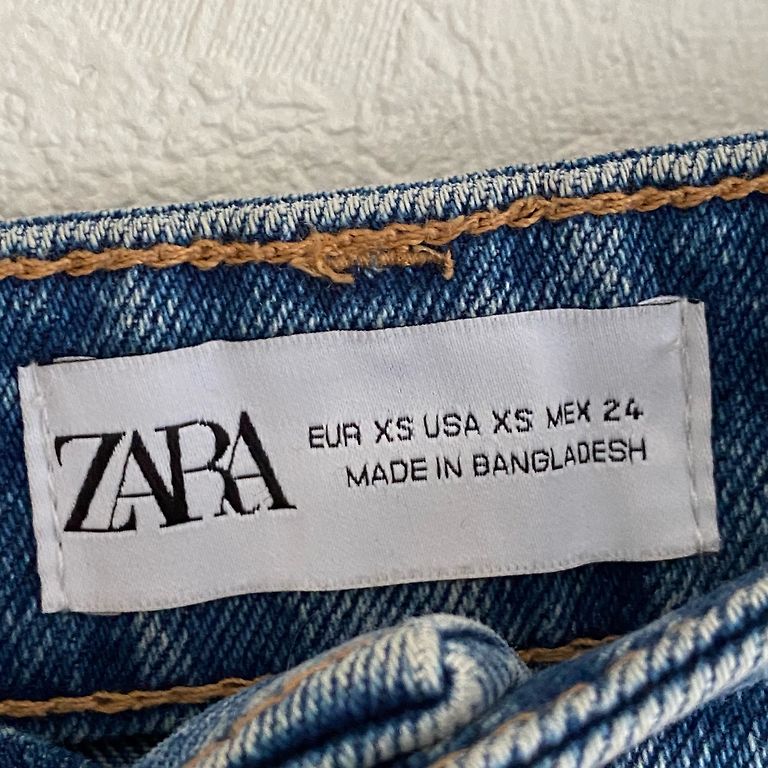 ZARA
EUR XS USA XS MEX 24
MADE IN BANGLADESH